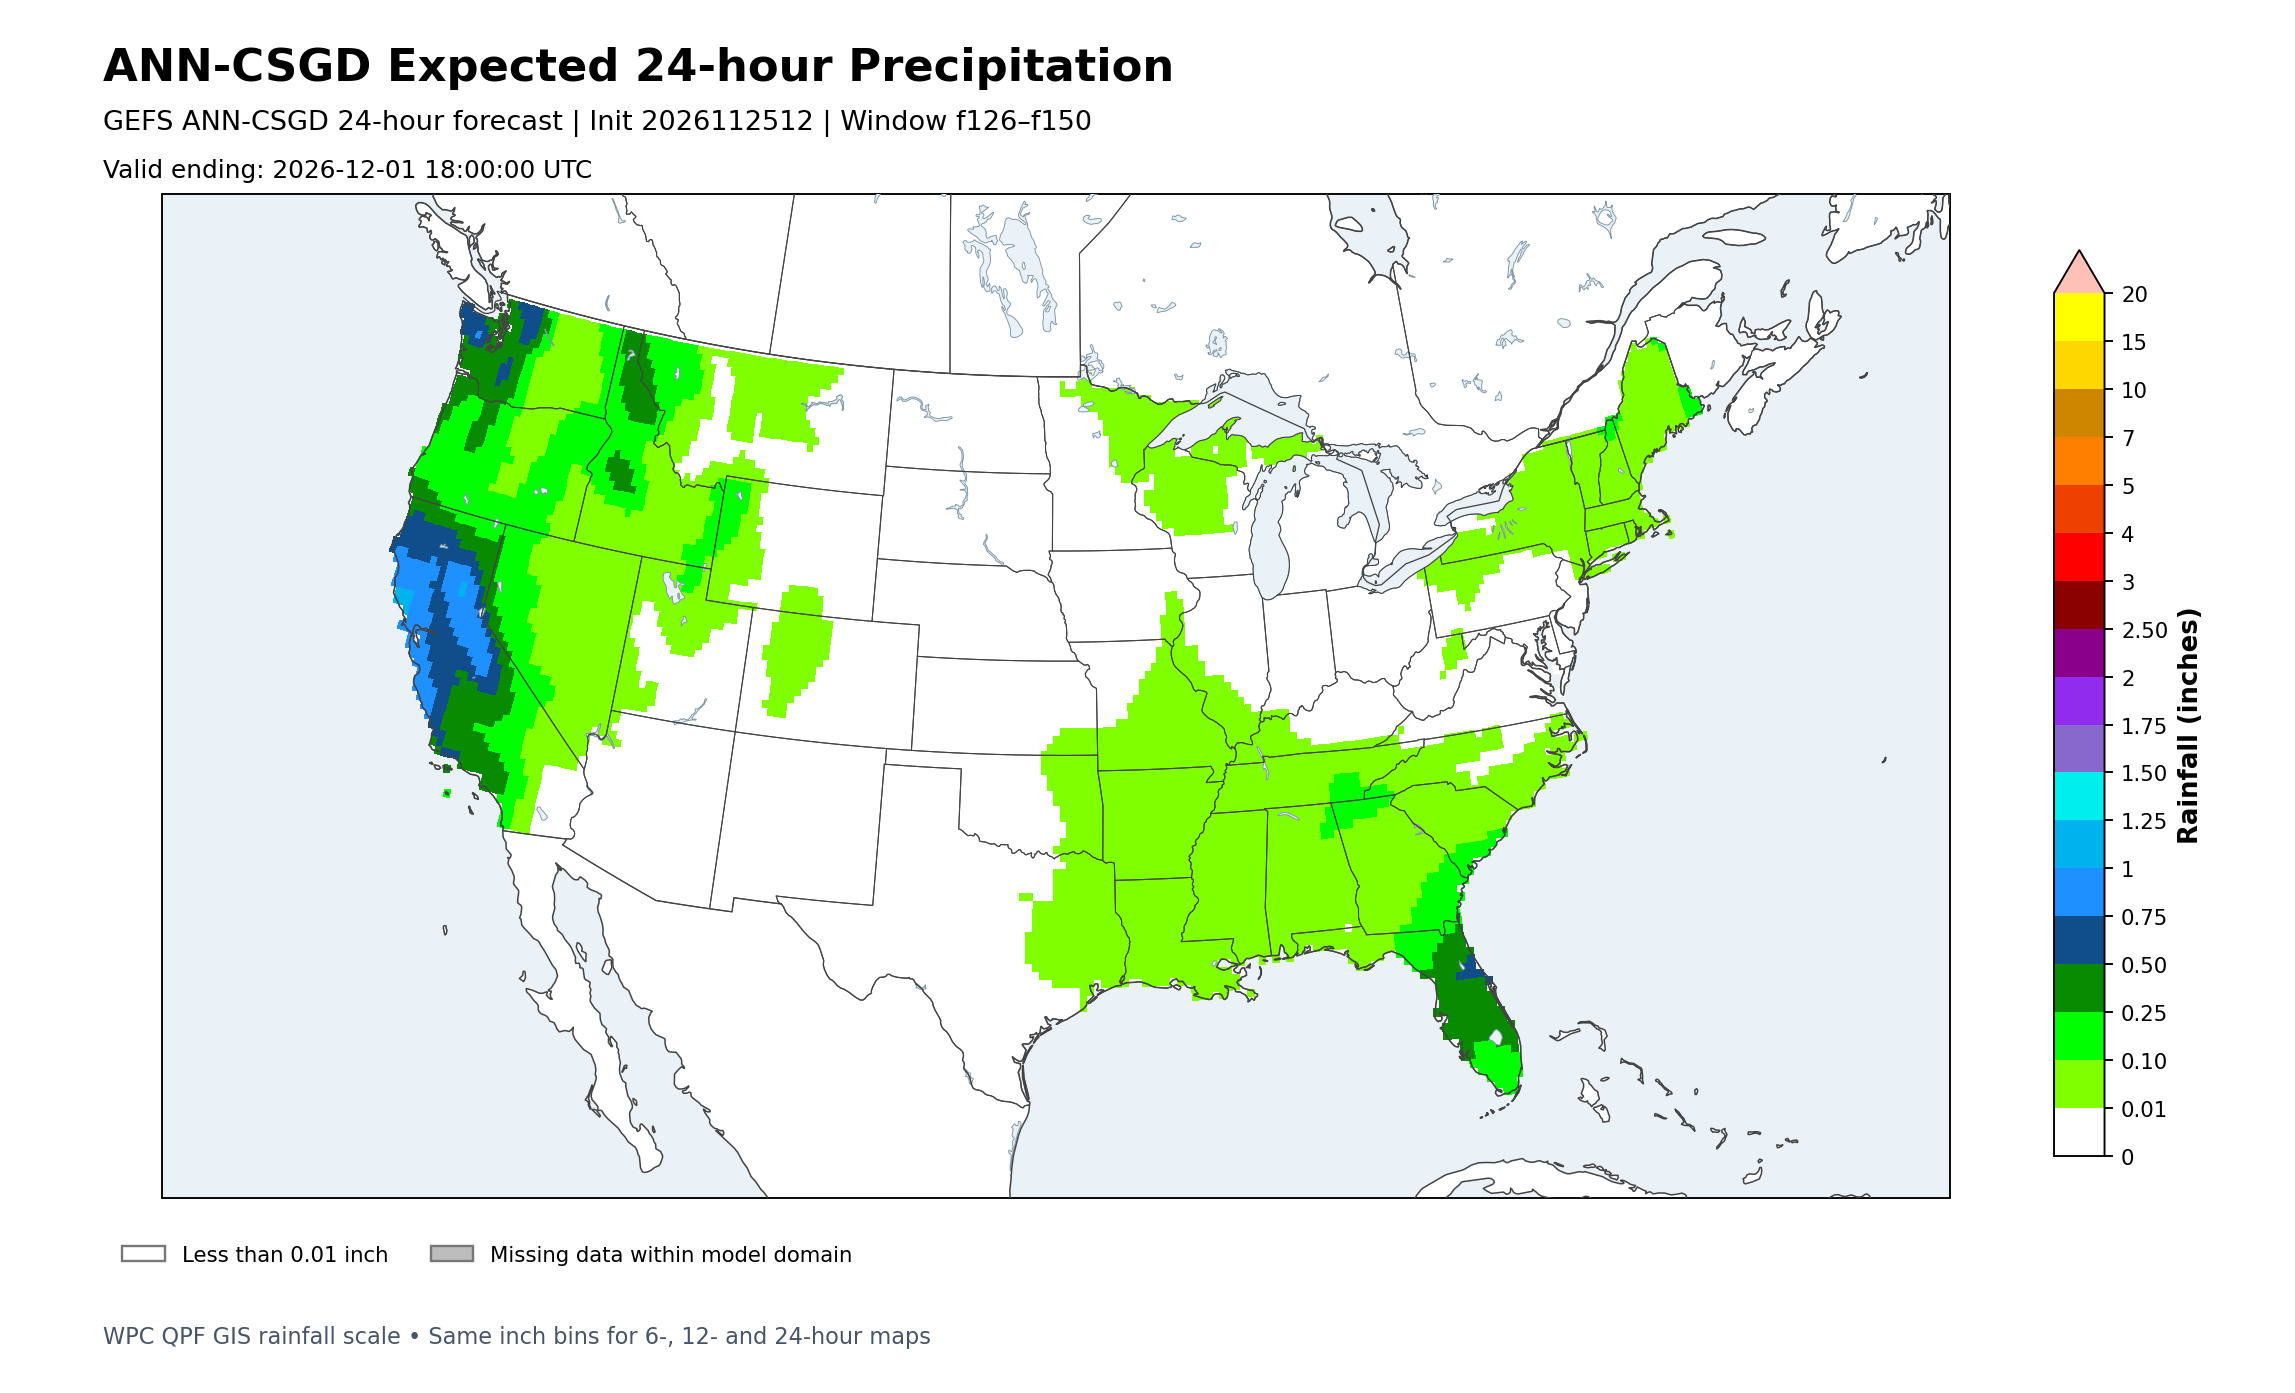 ANN-CSGD Expected 24-hour Precipitation
GEFS ANN-CSGD 24-hour forecast | Init 2026112512 | Window f126–f150
Valid ending: 2026-12-01 18:00:00 UTC
20
15
10
7
5
4
3
2.50
2
1.75
1.50
1.25
1
0.75
0.50
0.25
0.10
0.01
0
Rainfall (inches)
Less than 0.01 inch
Missing data within model domain
WPC QPF GIS rainfall scale • Same inch bins for 6-, 12- and 24-hour maps